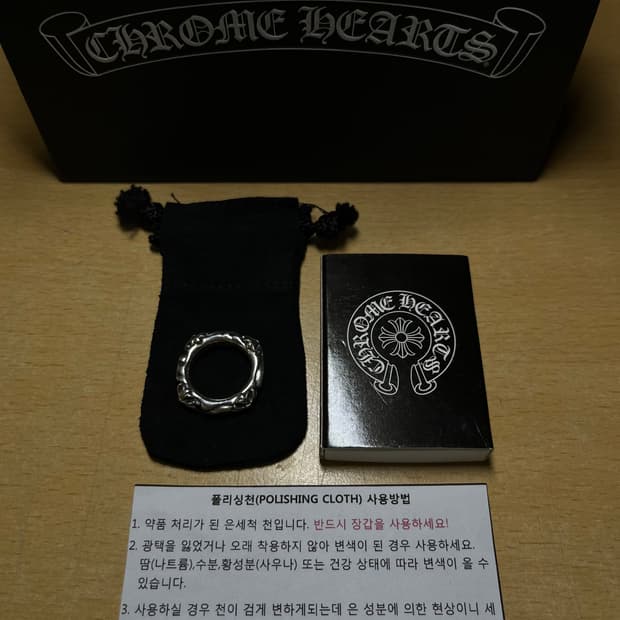 CHROME HEARTS
CHROME HEARTS
폴리싱천(POLISHING CLOTH) 사용방법
1. 약품 처리가 된 은세척 천입니다. 반드시 장갑을 사용하세요!
2. 광택을 잃었거나 오래 착용하지 않아 변색이 된 경우 사용하세요.
땀(나트륨),수분,황성분(사우나) 또는 건강 상태에 따라 변색이 올 수
있습니다.
3. 사용하실 경우 천이 검게 변하게되는데 은 성분에 의한 현상이니 세